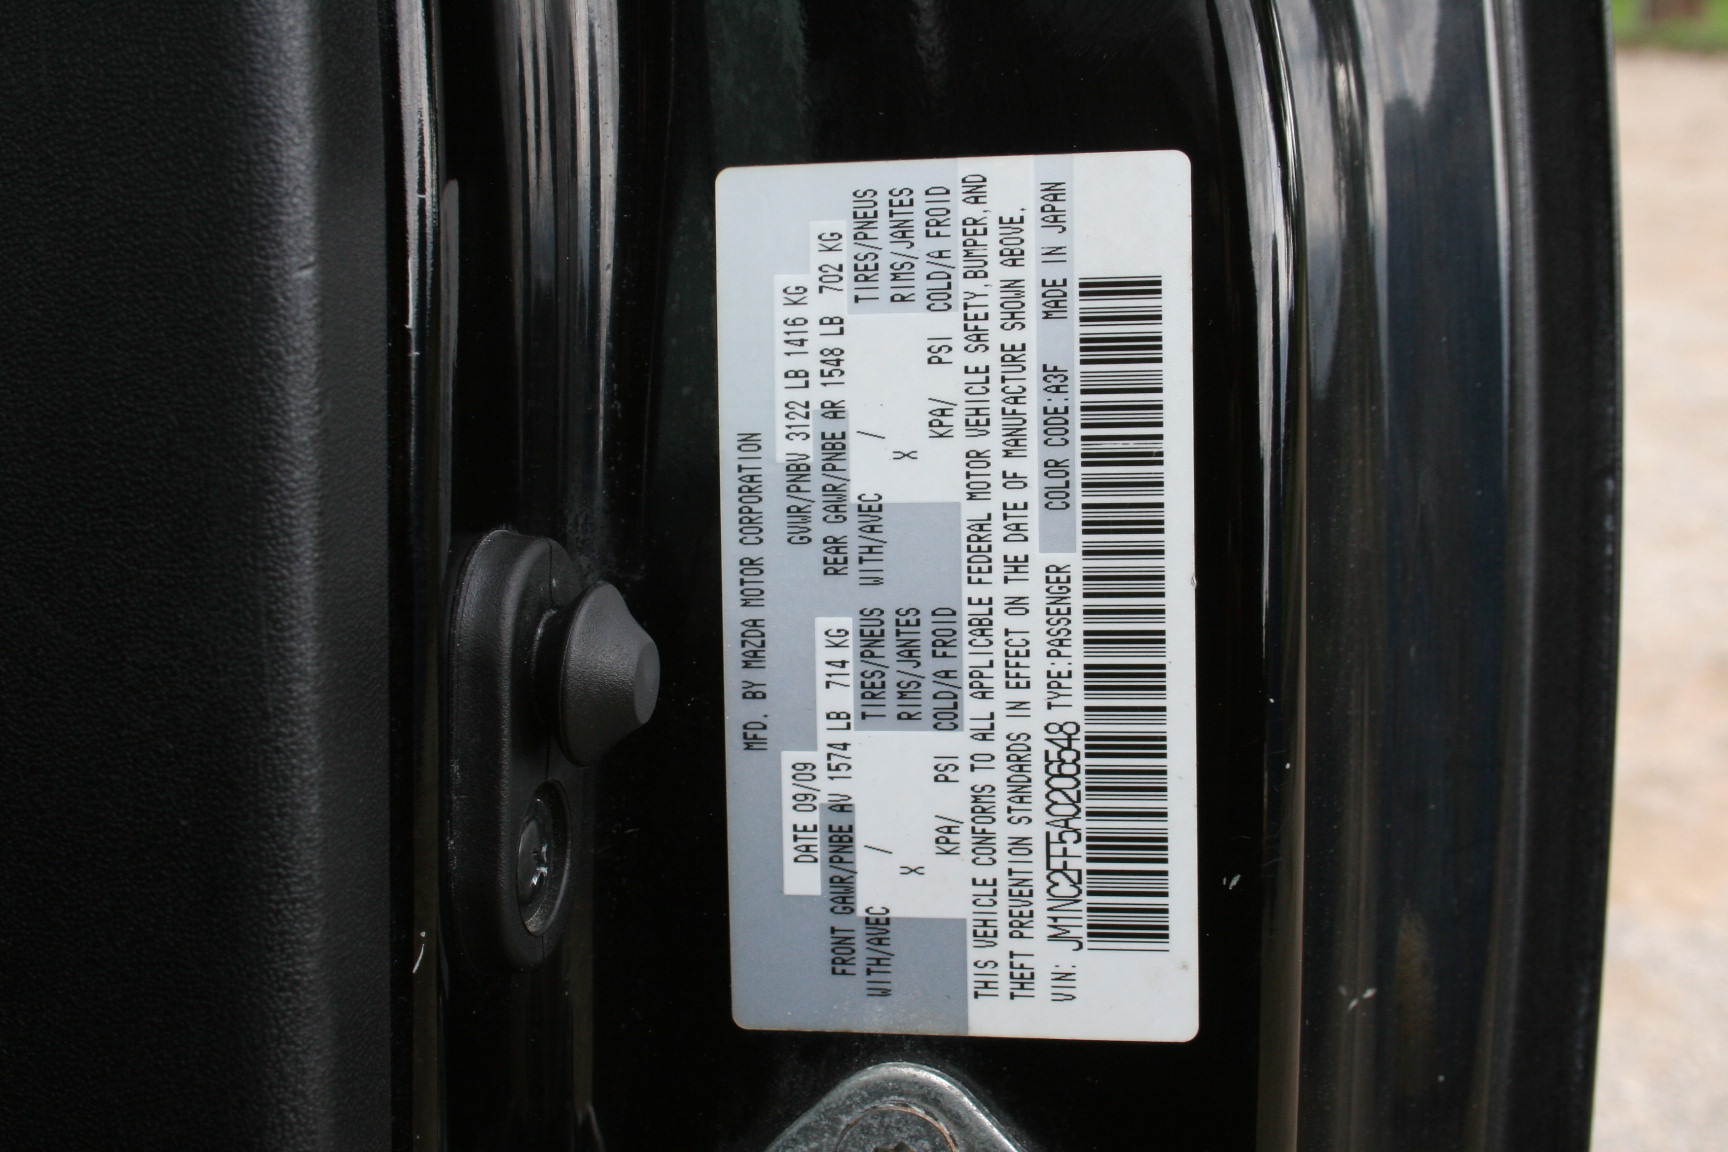 MFD. BY MAZDA MOTOR CORPORATION
DATE 09/09 GVWR/PNBV 3122 LB 1416 KG
FRONT GAWR/PNBE AV 1574 LB 714 KG REAR GAWR/PNBE AR 1548 LB 702 KG
WITH/AVEC / TIRES/PNEUS WITH/AVEC / TIRES/PNEUS
X RIMS/JANTES X RIMS/JANTES
KPA/ PSI COLD/A FROID KPA/ PSI COLD/A FROID
THIS VEHICLE CONFORMS TO ALL APPLICABLE FEDERAL MOTOR VEHICLE SAFETY, BUMPER, AND
THEFT PREVENTION STANDARDS IN EFFECT ON THE DATE OF MANUFACTURE SHOWN ABOVE.
VIN: JM1NC2FF5A0206548 TYPE:PASSENGER COLOR CODE:A3F MADE IN JAPAN